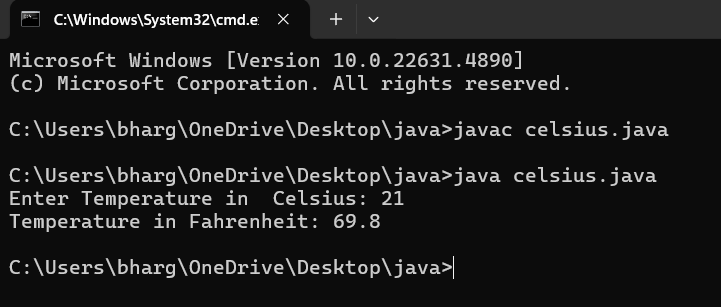 C:\Windows\System32\cmd.e
Microsoft Windows [Version 10.0.22631.4890]
(c) Microsoft Corporation. All rights reserved.
C:\Users\bharg\OneDrive\Desktop\java>javac celsius.java
C:\Users\bharg\OneDrive\Desktop\java>java celsius.java
Enter Temperature in  Celsius: 21
Temperature in Fahrenheit: 69.8
C:\Users\bharg\OneDrive\Desktop\java>